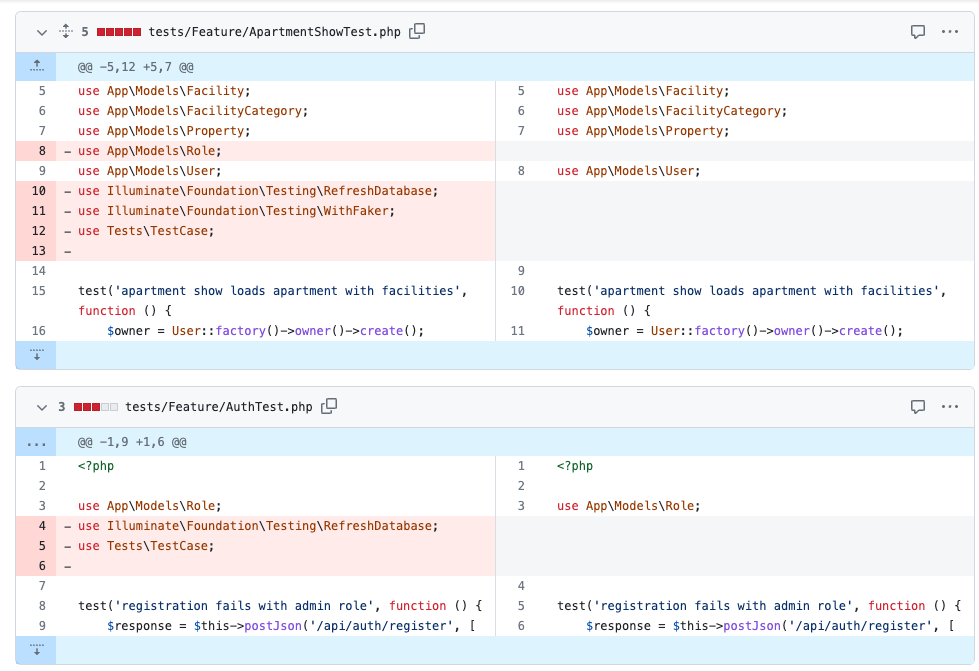 5 tests/Feature/ApartmentShowTest.php
@@ -5,12 +5,7 @@
5 use App\Models\Facility; 5 use App\Models\Facility;
6 use App\Models\FacilityCategory; 6 use App\Models\FacilityCategory;
7 use App\Models\Property; 7 use App\Models\Property;
8 - use App\Models\Role;
9 use App\Models\User; 8 use App\Models\User;
10 - use Illuminate\Foundation\Testing\RefreshDatabase;
11 - use Illuminate\Foundation\Testing\WithFaker;
12 - use Tests\TestCase;
13 -
14 9
15 test('apartment show loads apartment with facilities', 10 test('apartment show loads apartment with facilities',
function () { function () {
16 $owner = User::factory()->owner()->create(); 11 $owner = User::factory()->owner()->create();
3 tests/Feature/AuthTest.php
... @@ -1,9 +1,6 @@
1 <?php 1 <?php
2 2
3 use App\Models\Role; 3 use App\Models\Role;
4 - use Illuminate\Foundation\Testing\RefreshDatabase;
5 - use Tests\TestCase;
6 -
7 4
8 test('registration fails with admin role', function () { 5 test('registration fails with admin role', function () {
9 $response = $this->postJson('/api/auth/register', [ 6 $response = $this->postJson('/api/auth/register', [